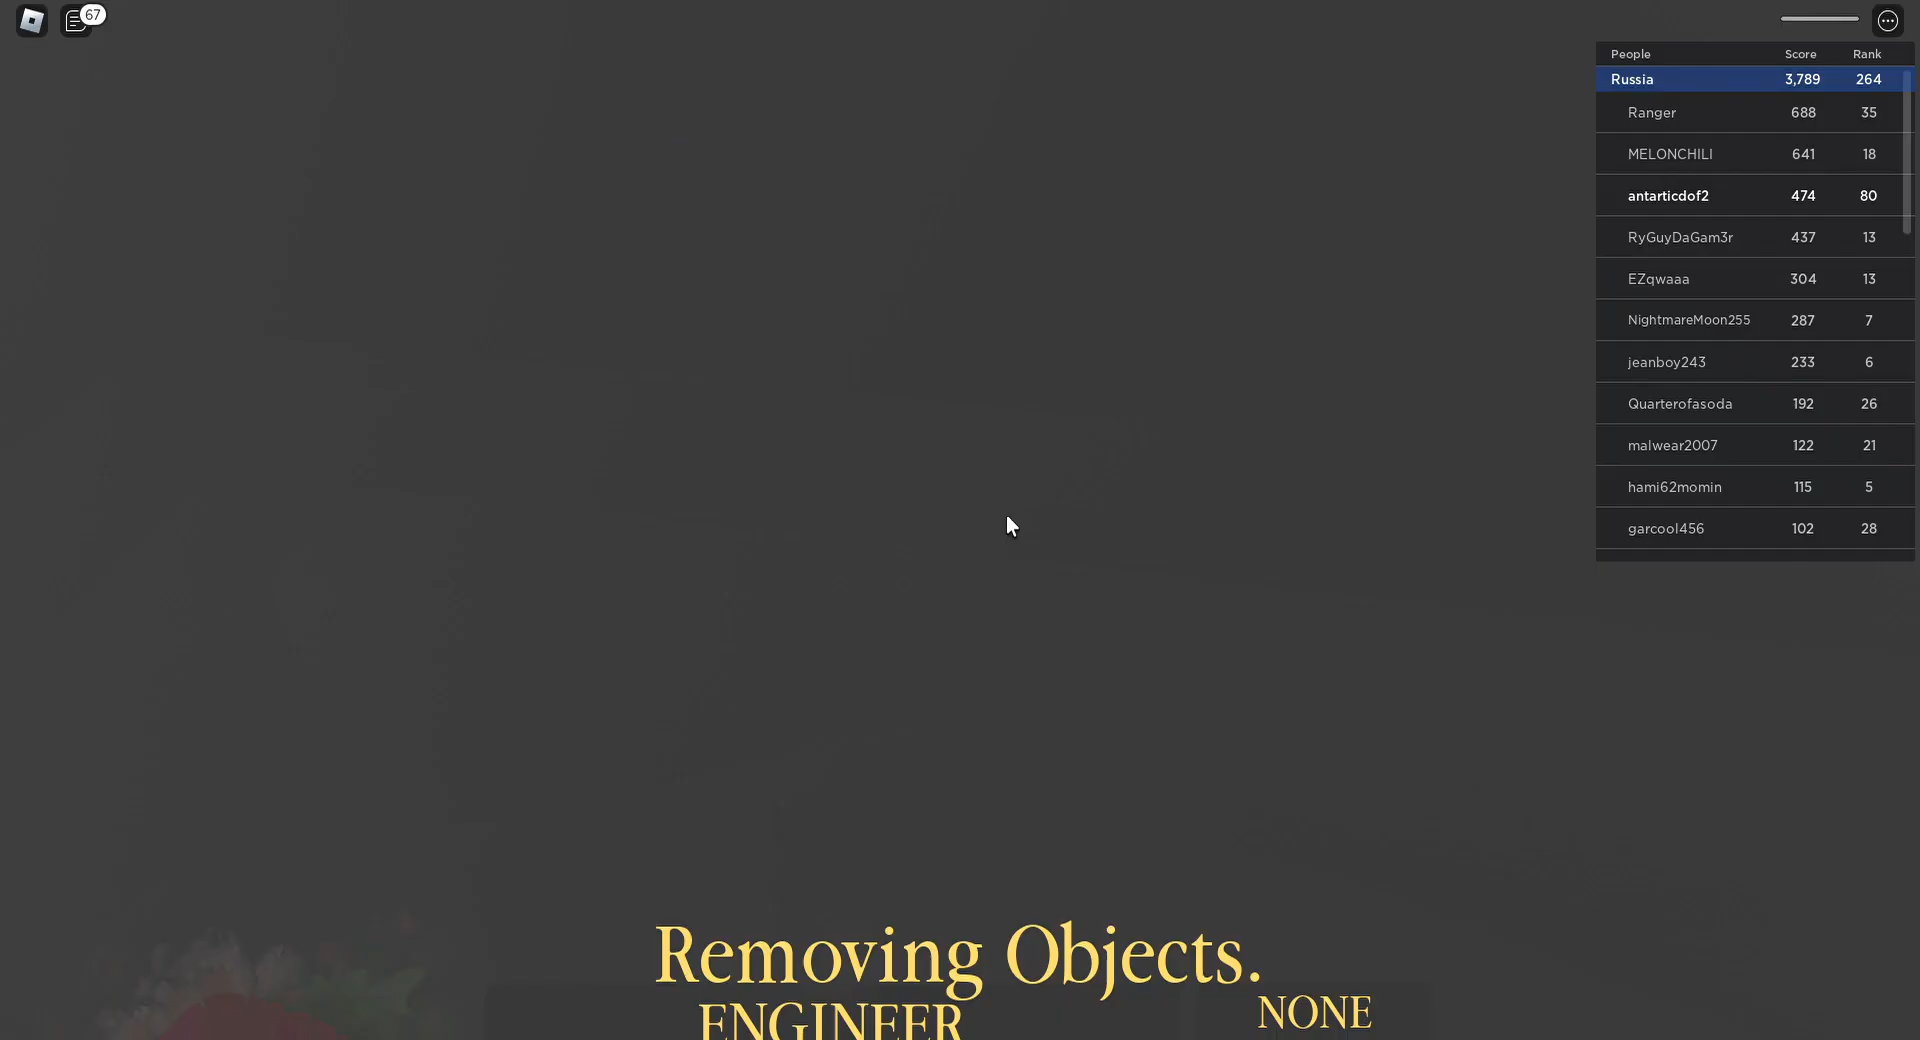 67
People Score Rank
Russia 3,789 264
Ranger 688 35
MELONCHILI 641 18
antarticdof2 474 80
RyGuyDaGam3r 437 13
EZqwaaa 304 13
NightmareMoon255 287 7
jeanboy243 233 6
Quarterofasoda 192 26
malwear2007 122 21
hami62momin 115 5
garcool456 102 28
Removing Objects.
ENGINEER NONE